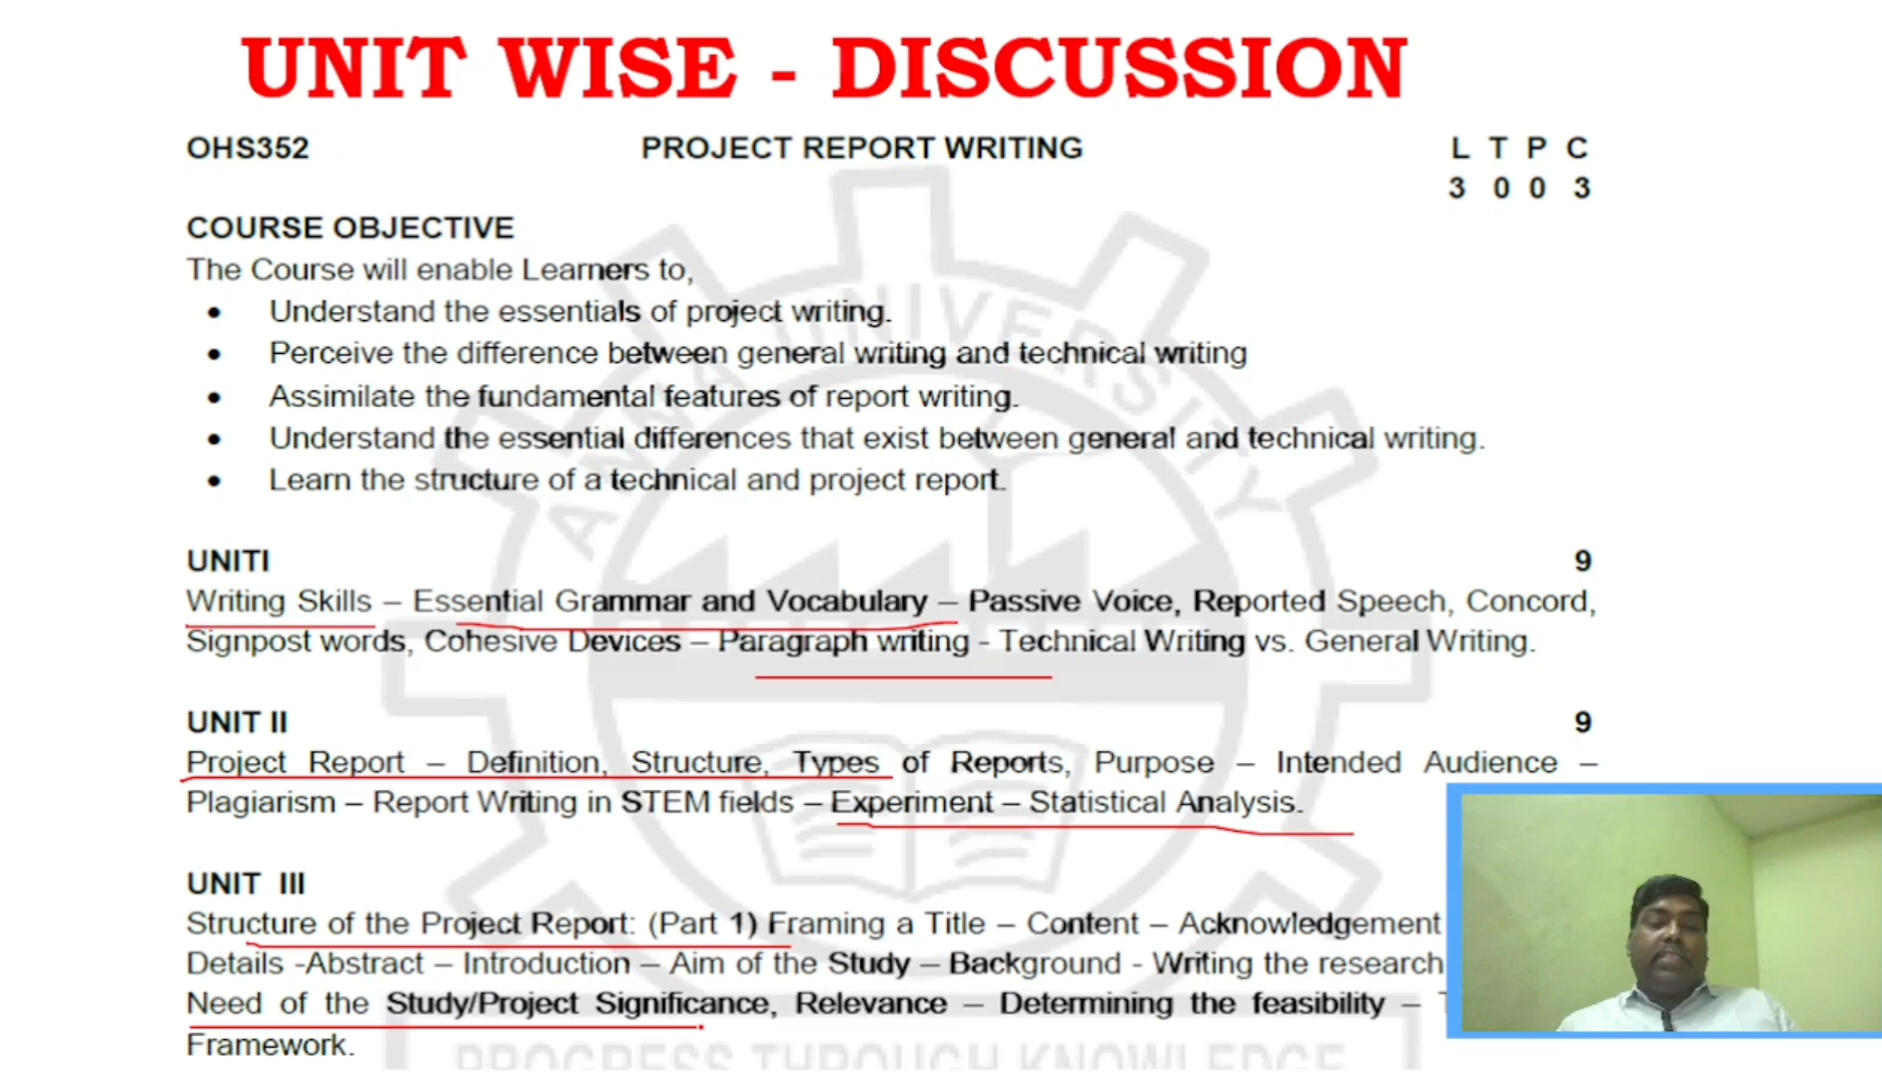 UNIT WISE - DISCUSSION
OHS352 PROJECT REPORT WRITING L T P C
3 0 0 3
COURSE OBJECTIVE
The Course will enable Learners to,
• Understand the essentials of project writing.
• Perceive the difference between general writing and technical writing
• Assimilate the fundamental features of report writing.
• Understand the essential differences that exist between general and technical writing.
• Learn the structure of a technical and project report.
UNITI 9
Writing Skills – Essential Grammar and Vocabulary – Passive Voice, Reported Speech, Concord,
Signpost words, Cohesive Devices – Paragraph writing - Technical Writing vs. General Writing.
UNIT II 9
Project Report – Definition, Structure, Types of Reports, Purpose – Intended Audience –
Plagiarism – Report Writing in STEM fields – Experiment – Statistical Analysis.
UNIT III
Structure of the Project Report: (Part 1) Framing a Title – Content – Acknowledgement
Details -Abstract – Introduction – Aim of the Study – Background - Writing the research
Need of the Study/Project Significance, Relevance – Determining the feasibility –
Framework.
ANNA UNIVERSITY
PROGRESS THROUGH KNOWLEDGE